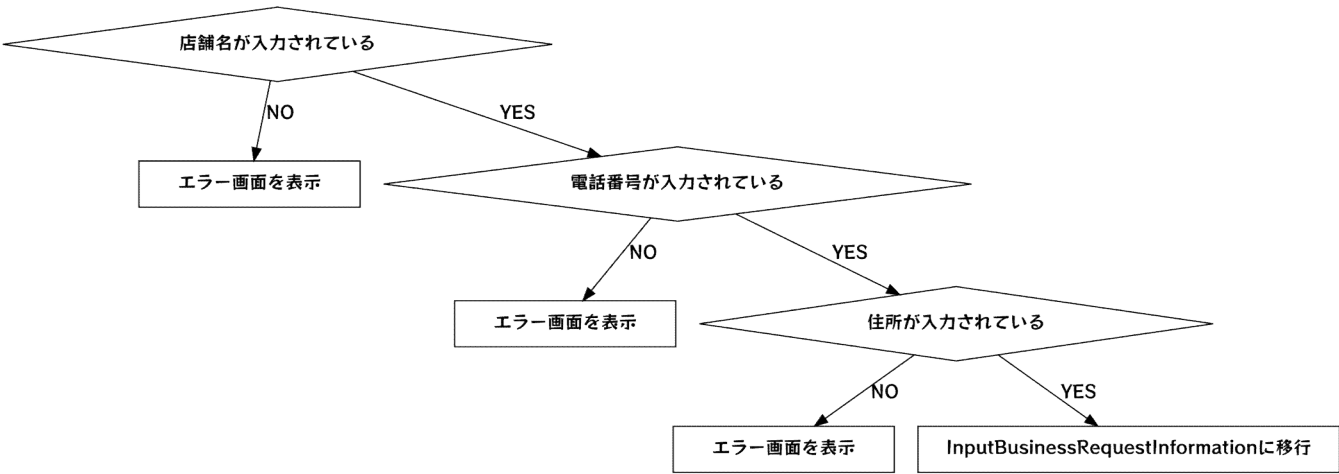 店舗名が入力されている
NO
YES
エラー画面を表示
電話番号が入力されている
NO
YES
エラー画面を表示
住所が入力されている
NO
YES
エラー画面を表示
InputBusinessRequestInformationに移行